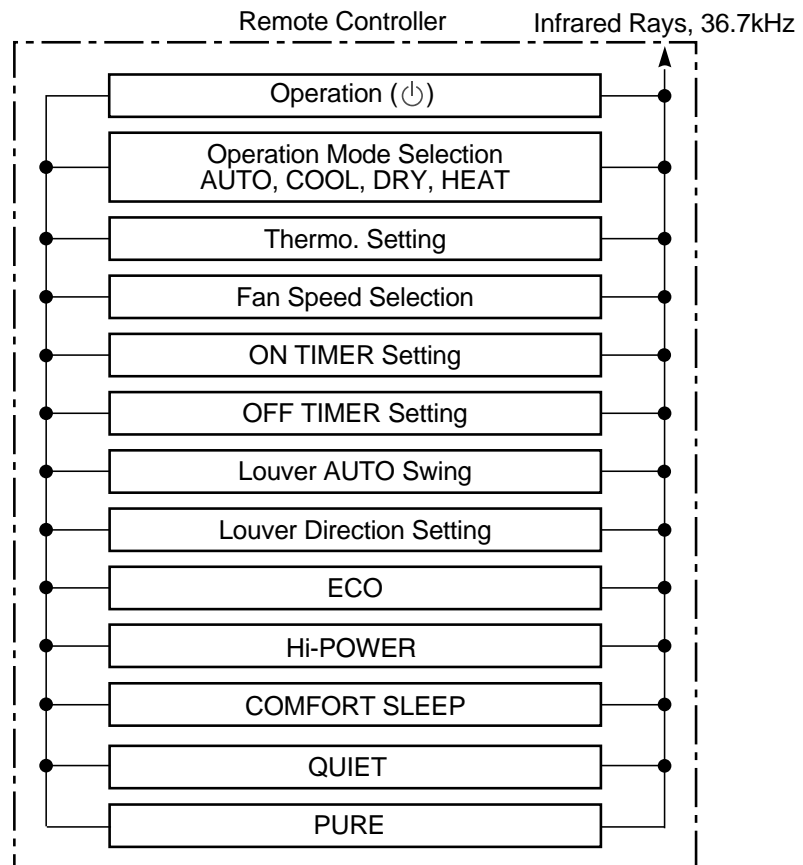 Remote Controller
Infrared Rays, 36.7kHz
Operation (⏻)
Operation Mode Selection
AUTO, COOL, DRY, HEAT
Thermo. Setting
Fan Speed Selection
ON TIMER Setting
OFF TIMER Setting
Louver AUTO Swing
Louver Direction Setting
ECO
Hi-POWER
COMFORT SLEEP
QUIET
PURE